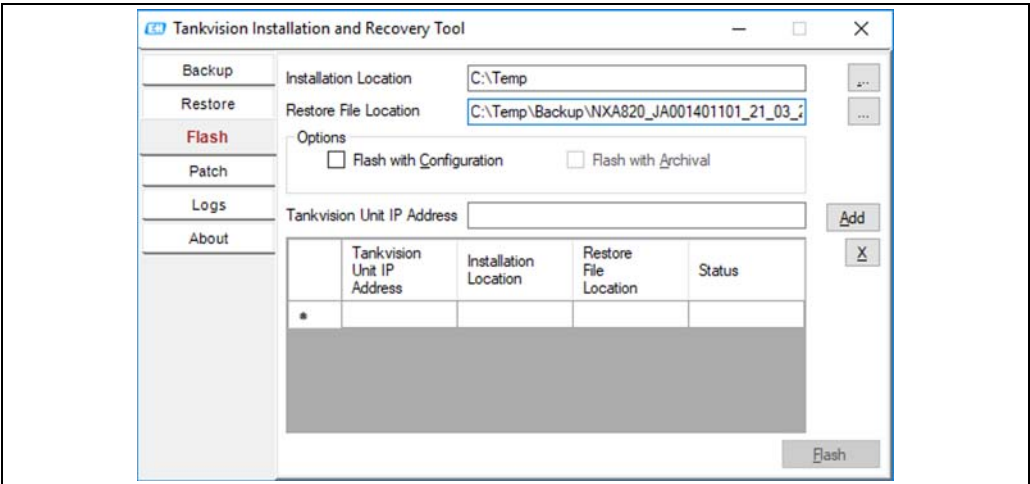 Tankvision Installation and Recovery Tool
Backup
Restore
Flash
Patch
Logs
About
Installation Location C:\Temp ...
Restore File Location C:\Temp\Backup\NXA820_JA001401101_21_03_ ...
Options
Flash with Configuration Flash with Archival
Tankvision Unit IP Address Add
X
Tankvision Unit IP Address Installation Location Restore File Location Status
*
Flash